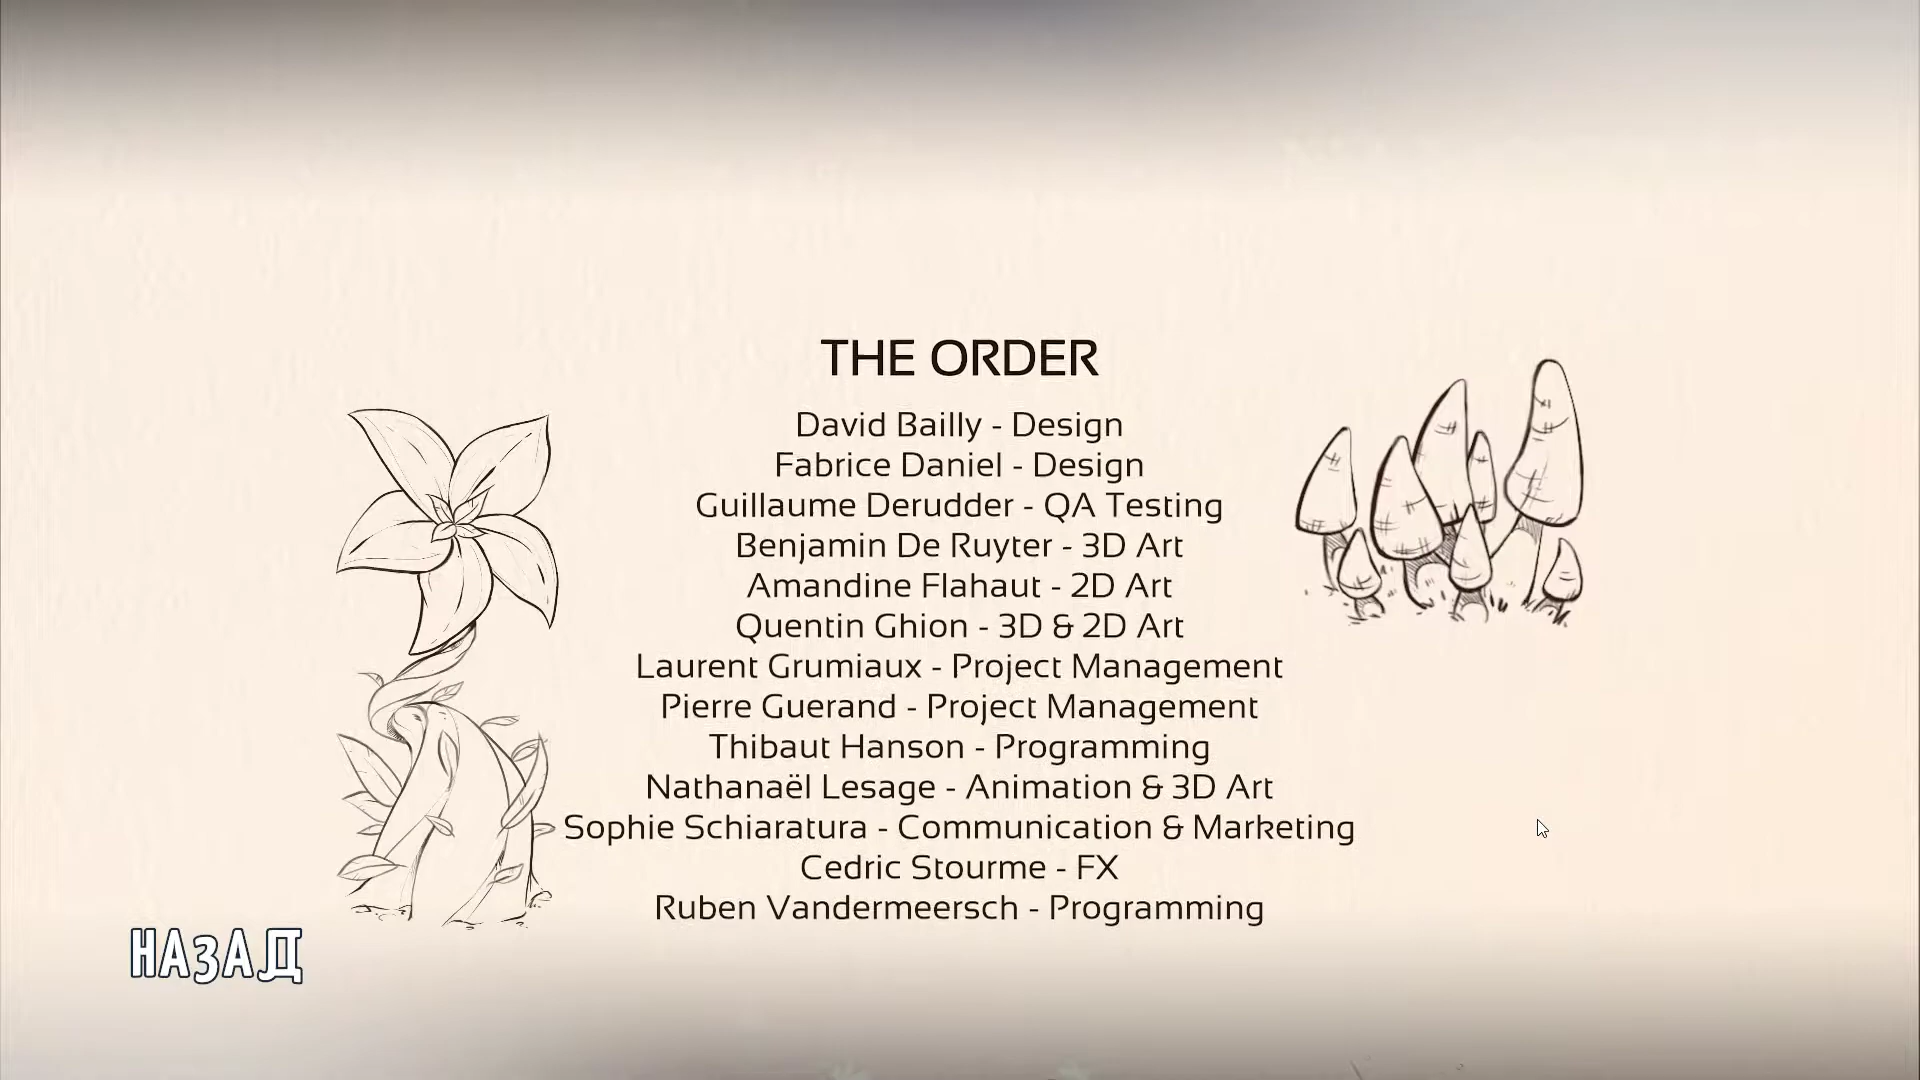 THE ORDER
David Bailly - Design
Fabrice Daniel - Design
Guillaume Derudder - QA Testing
Benjamin De Ruyter - 3D Art
Amandine Flahaut - 2D Art
Quentin Ghion - 3D & 2D Art
Laurent Grumiaux - Project Management
Pierre Guerand - Project Management
Thibaut Hanson - Programming
Nathanaël Lesage - Animation & 3D Art
Sophie Schiaratura - Communication & Marketing
Cedric Stourme - FX
Ruben Vandermeersch - Programming
НАЗАД